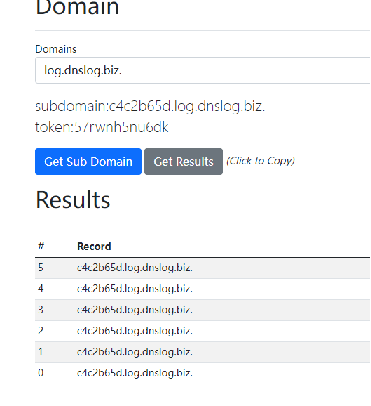 Domain
Domains
log.dnslog.biz.
subdomain:c4c2b65d.log.dnslog.biz.
token:57rwnh5nu6dk
Get Sub Domain Get Results (Click to Copy)
Results
# Record
5 c4c2b65d.log.dnslog.biz.
4 c4c2b65d.log.dnslog.biz.
3 c4c2b65d.log.dnslog.biz.
2 c4c2b65d.log.dnslog.biz.
1 c4c2b65d.log.dnslog.biz.
0 c4c2b65d.log.dnslog.biz.